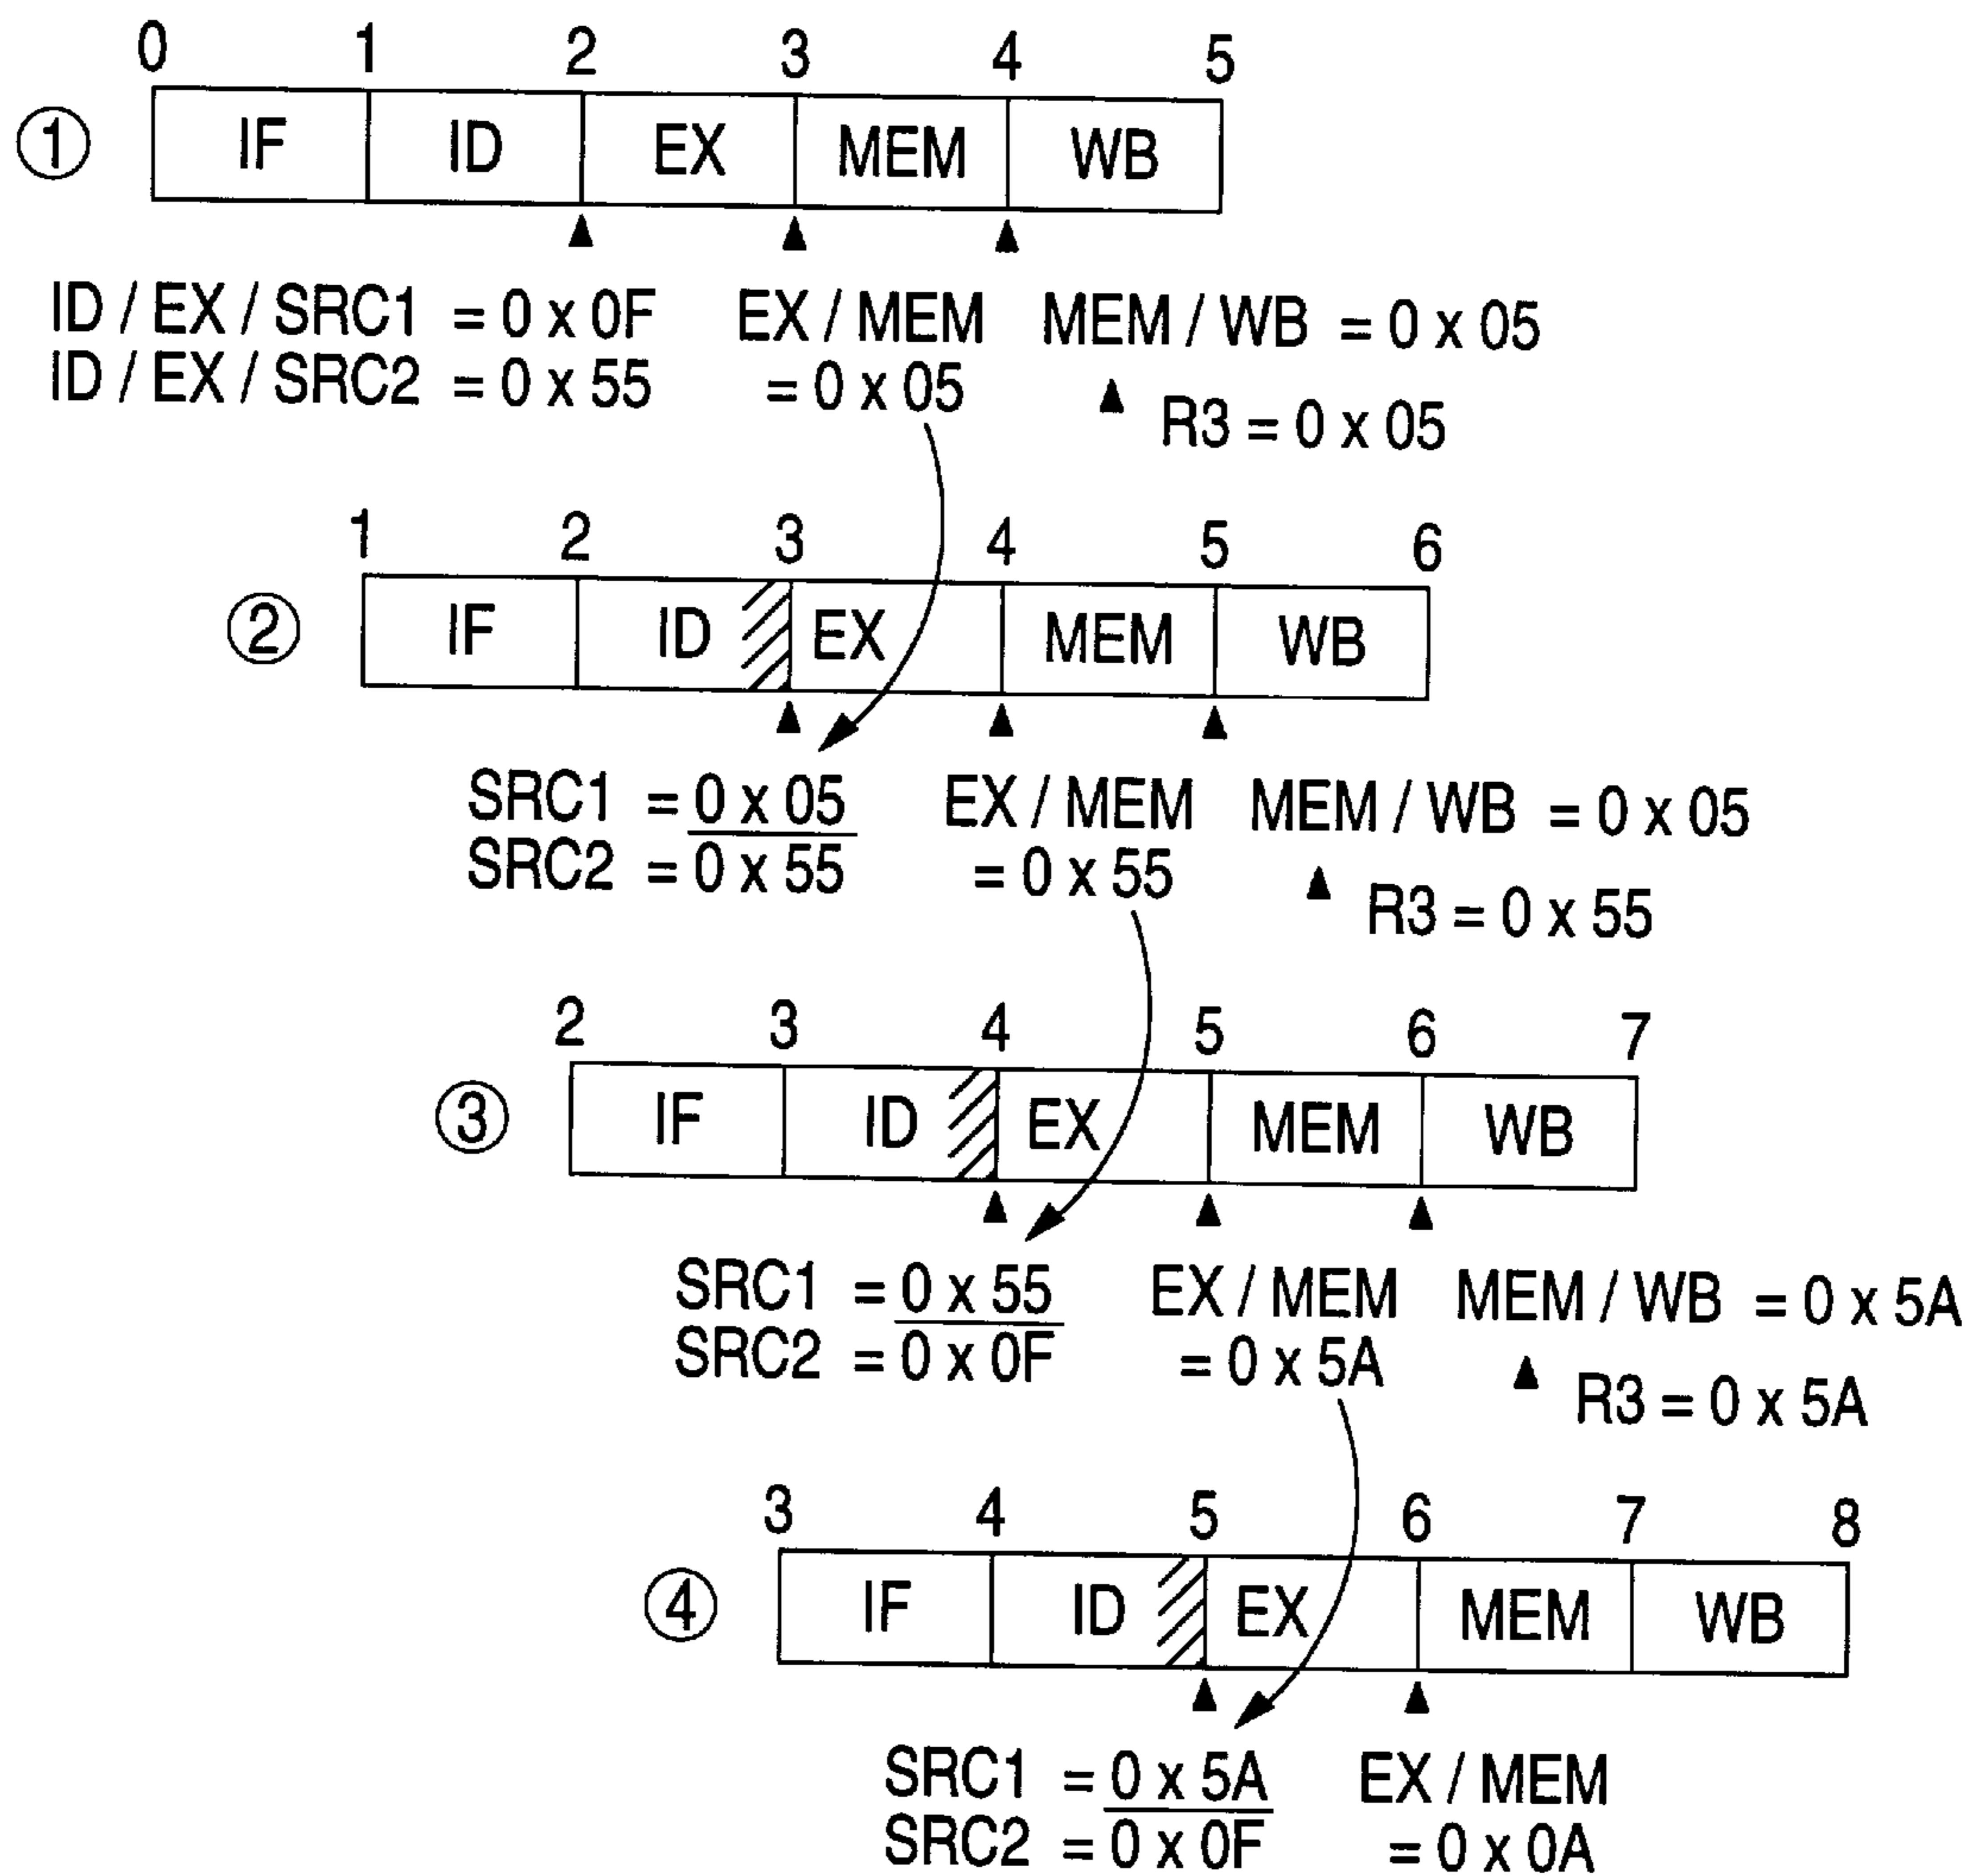 0 1 2 3 4 5
① IF ID EX MEM WB
ID / EX / SRC1 = 0 x 0F EX / MEM MEM / WB = 0 x 05
ID / EX / SRC2 = 0 x 55 = 0 x 05
R3 = 0 x 05
1 2 3 4 5 6
② IF ID EX MEM WB
SRC1 = 0 x 05 EX / MEM MEM / WB = 0 x 05
SRC2 = 0 x 55 = 0 x 55
R3 = 0 x 55
2 3 4 5 6 7
③ IF ID EX MEM WB
SRC1 = 0 x 55 EX / MEM MEM / WB = 0 x 5A
SRC2 = 0 x 0F = 0 x 5A
R3 = 0 x 5A
3 4 5 6 7 8
④ IF ID EX MEM WB
SRC1 = 0 x 5A EX / MEM
SRC2 = 0 x 0F = 0 x 0A